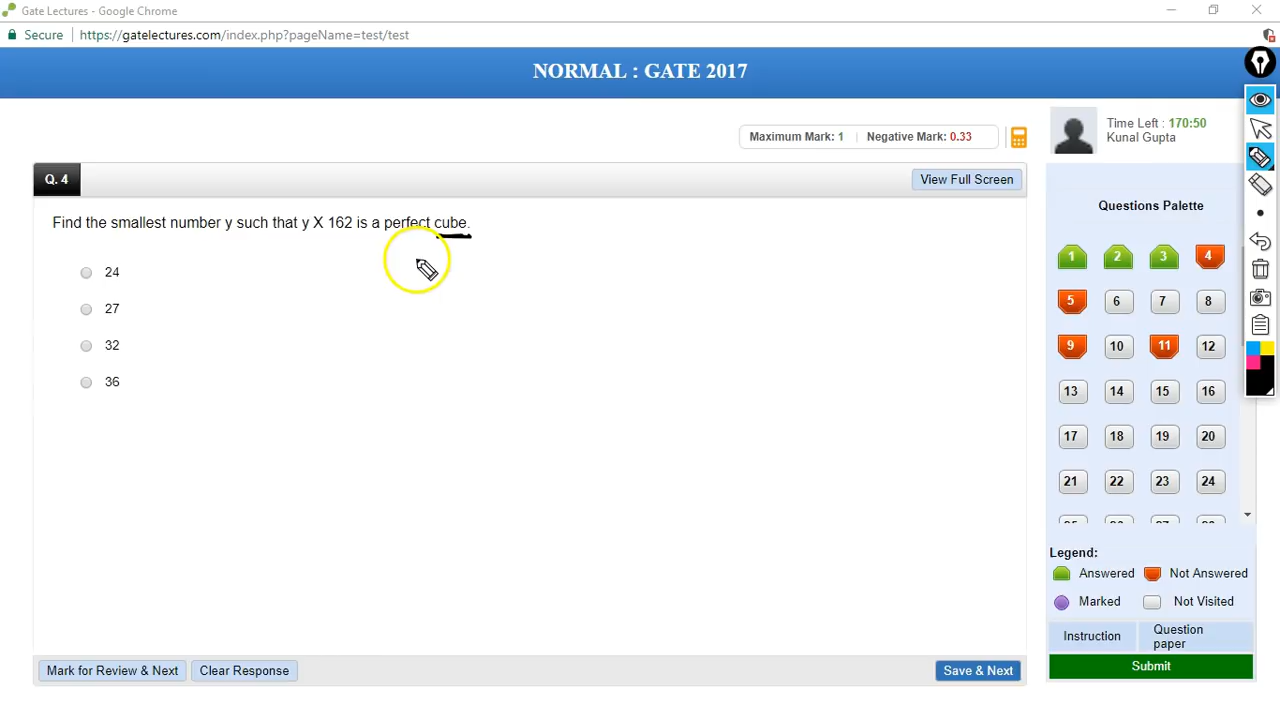 Gate Lectures - Google Chrome
Secure https://gatelectures.com/index.php?pageName=test/test
NORMAL : GATE 2017
Maximum Mark: 1 Negative Mark: 0.33
Time Left : 170:50
Kunal Gupta
Q. 4
View Full Screen
Find the smallest number y such that y X 162 is a perfect cube.
24
27
32
36
Questions Palette
1 2 3 4
5 6 7 8
9 10 11 12
13 14 15 16
17 18 19 20
21 22 23 24
Legend:
Answered Not Answered
Marked Not Visited
Instruction Question paper
Submit
Mark for Review & Next Clear Response Save & Next